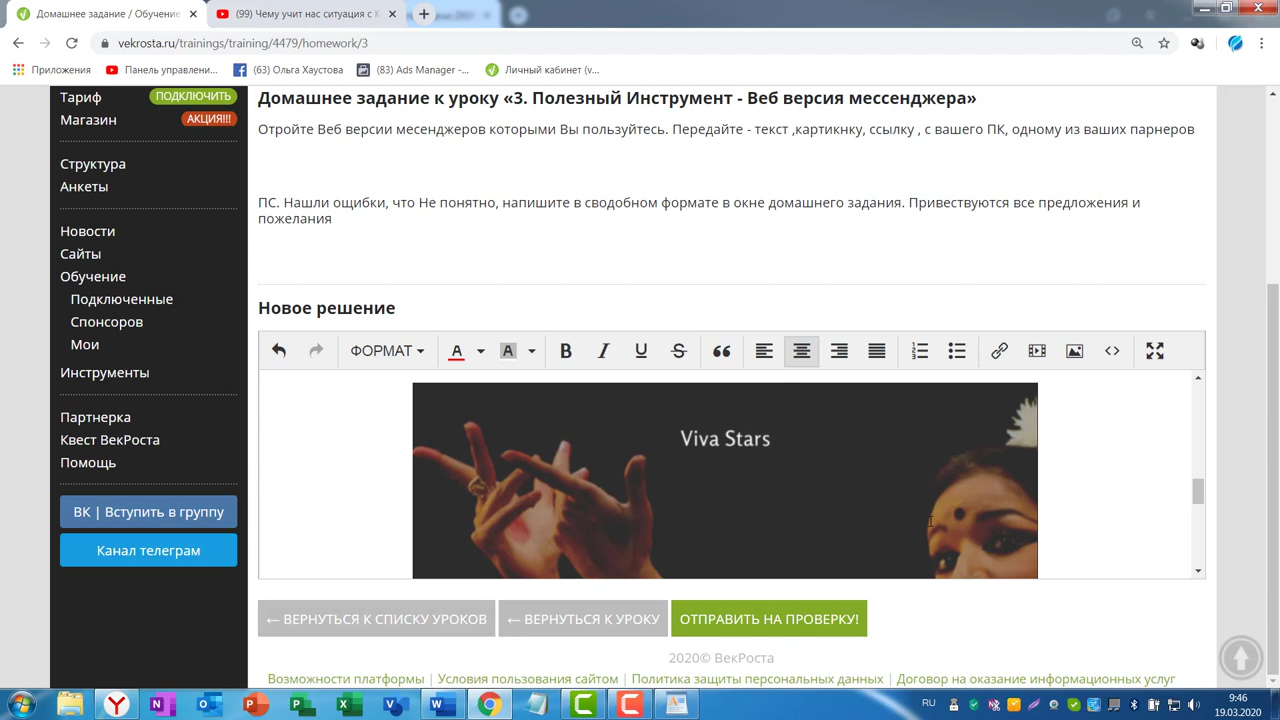 Домашнее задание / Обучение
(99) Чему учит нас ситуация с К
vekrosta.ru/trainings/training/4479/homework/3
Приложения
Панель управлени...
(63) Ольга Хаустова
(83) Ads Manager -...
Личный кабинет (v...
Тариф
ПОДКЛЮЧИТЬ
Магазин
АКЦИЯ!!!
Структура
Анкеты
Новости
Сайты
Обучение
Подключенные
Спонсоров
Мои
Инструменты
Партнерка
Квест ВекРоста
Помощь
ВК | Вступить в группу
Канал телеграм
Домашнее задание к уроку «3. Полезный Инструмент - Веб версия мессенджера»
Отройте Веб версии месенджеров которыми Вы пользуйтесь. Передайте - текст ,картикнку, ссылку , с вашего ПК, одному из ваших парнеров
ПС. Нашли ощибки, что Не понятно, напишите в сводобном формате в окне домашнего задания. Привествуются все предложения и
пожелания
Новое решение
ФОРМАТ
Viva Stars
← ВЕРНУТЬСЯ К СПИСКУ УРОКОВ
← ВЕРНУТЬСЯ К УРОКУ
ОТПРАВИТЬ НА ПРОВЕРКУ!
2020© ВекРоста
Возможности платформы | Условия пользования сайтом | Политика защиты персональных данных | Договор на оказание информационных услуг
RU
9:46
19.03.2020